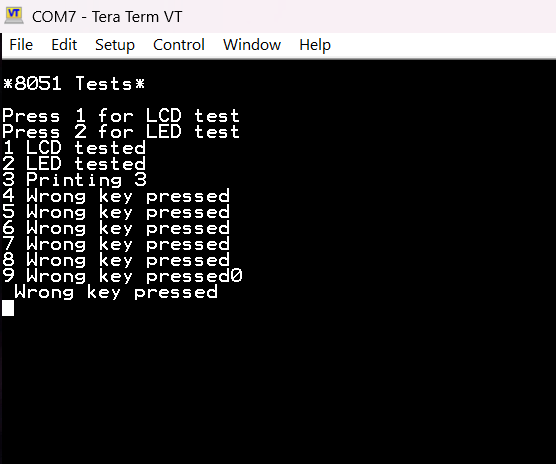 VT
COM7 - Tera Term VT
File Edit Setup Control Window Help
*8051 Tests*
Press 1 for LCD test
Press 2 for LED test
1 LCD tested
2 LED tested
3 Printing 3
4 Wrong key pressed
5 Wrong key pressed
6 Wrong key pressed
7 Wrong key pressed
8 Wrong key pressed
9 Wrong key pressed0
Wrong key pressed